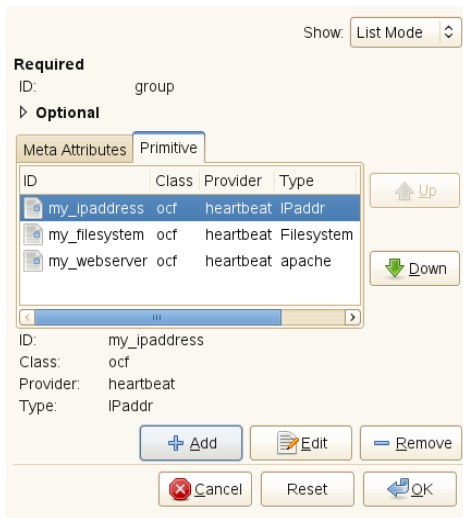 Show: List Mode
Required
ID: group
Optional
Meta Attributes Primitive
ID Class Provider Type
my_ipaddress ocf heartbeat IPaddr
my_filesystem ocf heartbeat Filesystem
my_webserver ocf heartbeat apache
Up
Down
ID: my_ipaddress
Class: ocf
Provider: heartbeat
Type: IPaddr
Add Edit Remove
Cancel Reset OK